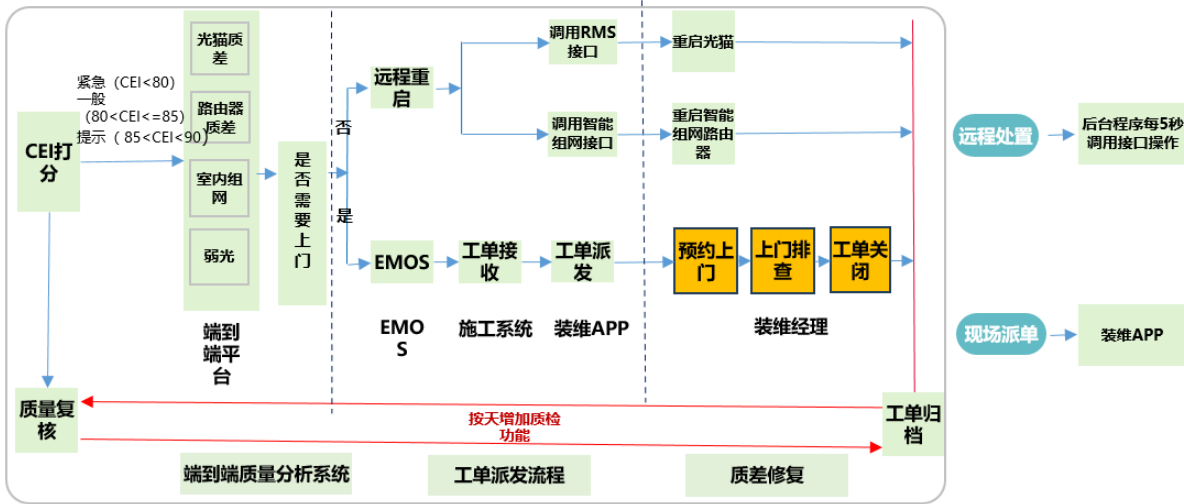 光猫质
差
紧急（CEI<80）
一般
（80<CEI<=85）
提示（ 85<CEI<90）
路由器
质差
CEI打
分
室内组
网
弱光
是
否
需
要
上
门
否
是
远程重
启
调用RMS
接口
重启光猫
调用智能
组网接口
重启智能
组网路由
器
EMOS
工单接
收
工单派
发
预约上
门
上门排
查
工单关
闭
端到
端平
台
EMO
S
施工系统
装维APP
装维经理
远程处置
后台程序每5秒
调用接口操作
现场派单
装维APP
质量复
核
按天增加质检
功能
工单归
档
端到端质量分析系统
工单派发流程
质差修复